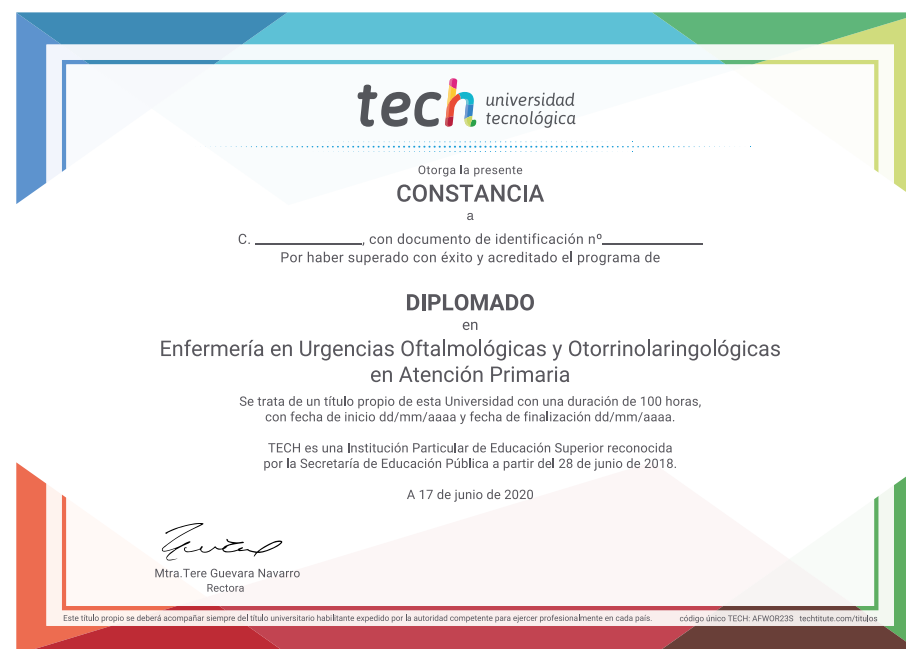 tech universidad
tecnológica
Otorga la presente
CONSTANCIA
a
C. ____________, con documento de identificación nº____________
Por haber superado con éxito y acreditado el programa de
DIPLOMADO
en
Enfermería en Urgencias Oftalmológicas y Otorrinolaringológicas
en Atención Primaria
Se trata de un título propio de esta Universidad con una duración de 100 horas,
con fecha de inicio dd/mm/aaaa y fecha de finalización dd/mm/aaaa.
TECH es una Institución Particular de Educación Superior reconocida
por la Secretaría de Educación Pública a partir del 28 de junio de 2018.
A 17 de junio de 2020
Mtra.Tere Guevara Navarro
Rectora
Este título propio se deberá acompañar siempre del título universitario habilitante expedido por la autoridad competente para ejercer profesionalmente en cada país. código único TECH: AFWOR23S techtitute.com/titulos